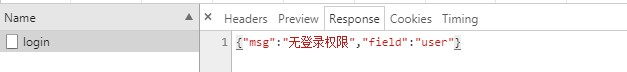 Name
Headers Preview Response Cookies Timing
login
1 {"msg":"无登录权限","field":"user"}